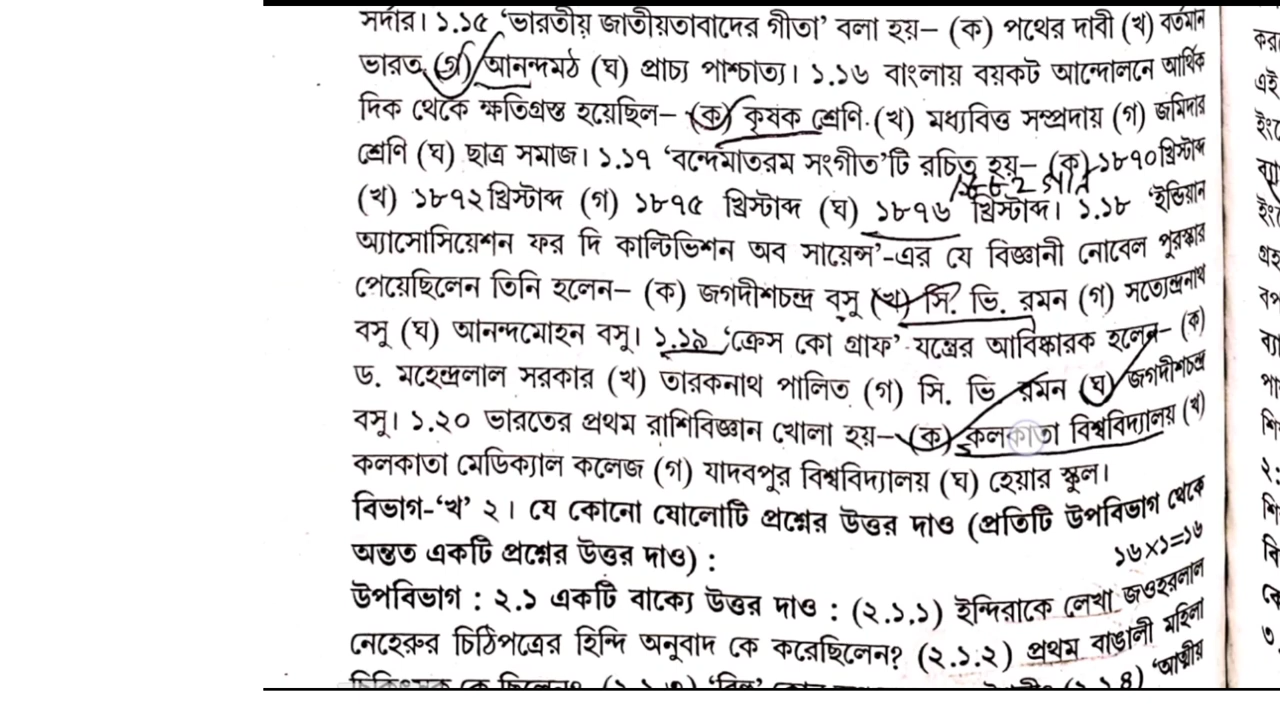 সর্দার। ১.১৫ ‘ভারতীয় জাতীয়তাবাদের গীতা’ বলা হয়– (ক) পথের দাবী (খ) বর্তমান
ভারত (গ) আনন্দমঠ (ঘ) প্রাচ্য পাশ্চাত্য। ১.১৬ বাংলায় বয়কট আন্দোলনে আর্থিক
দিক থেকে ক্ষতিগ্রস্ত হয়েছিল– (ক) কৃষক শ্রেণি (খ) মধ্যবিত্ত সম্প্রদায় (গ) জমিদার
শ্রেণি (ঘ) ছাত্র সমাজ। ১.১৭ ‘বন্দেমাতরম সংগীত’টি রচিত হয়– (ক) ১৮৭০ খ্রিস্টাব্দ
(খ) ১৮৭২ খ্রিস্টাব্দ (গ) ১৮৭৫ খ্রিস্টাব্দ (ঘ) ১৮৭৬ খ্রিস্টাব্দ। ১.১৮ ‘ইন্ডিয়ান
অ্যাসোসিয়েশন ফর দি কাল্টিভিশন অব সায়েন্স’-এর যে বিজ্ঞানী নোবেল পুরস্কার
পেয়েছিলেন তিনি হলেন– (ক) জগদীশচন্দ্র বসু (খ) সি. ভি. রমন (গ) সত্যেন্দ্রনাথ
বসু (ঘ) আনন্দমোহন বসু। ১.১৯ ‘ক্রেস কো গ্রাফ’ যন্ত্রের আবিষ্কারক হলেন– (ক)
ড. মহেন্দ্রলাল সরকার (খ) তারকনাথ পালিত (গ) সি. ভি রমন (ঘ) জগদীশচন্দ্র
বসু। ১.২০ ভারতের প্রথম রাশিবিজ্ঞান খোলা হয়– (ক) কলকাতা বিশ্ববিদ্যালয় (খ)
কলকাতা মেডিক্যাল কলেজ (গ) যাদবপুর বিশ্ববিদ্যালয় (ঘ) হেয়ার স্কুল।
বিভাগ-‘খ’ ২। যে কোনো ষোলোটি প্রশ্নের উত্তর দাও (প্রতিটি উপবিভাগ থেকে
অন্তত একটি প্রশ্নের উত্তর দাও) :
১৬×১=১৬
উপবিভাগ : ২.১ একটি বাক্যে উত্তর দাও : (২.১.১) ইন্দিরাকে লেখা জওহরলাল
নেহেরুর চিঠিপত্রের হিন্দি অনুবাদ কে করেছিলেন? (২.১.২) প্রথম বাঙালী মহিলা
‘আত্মীয়